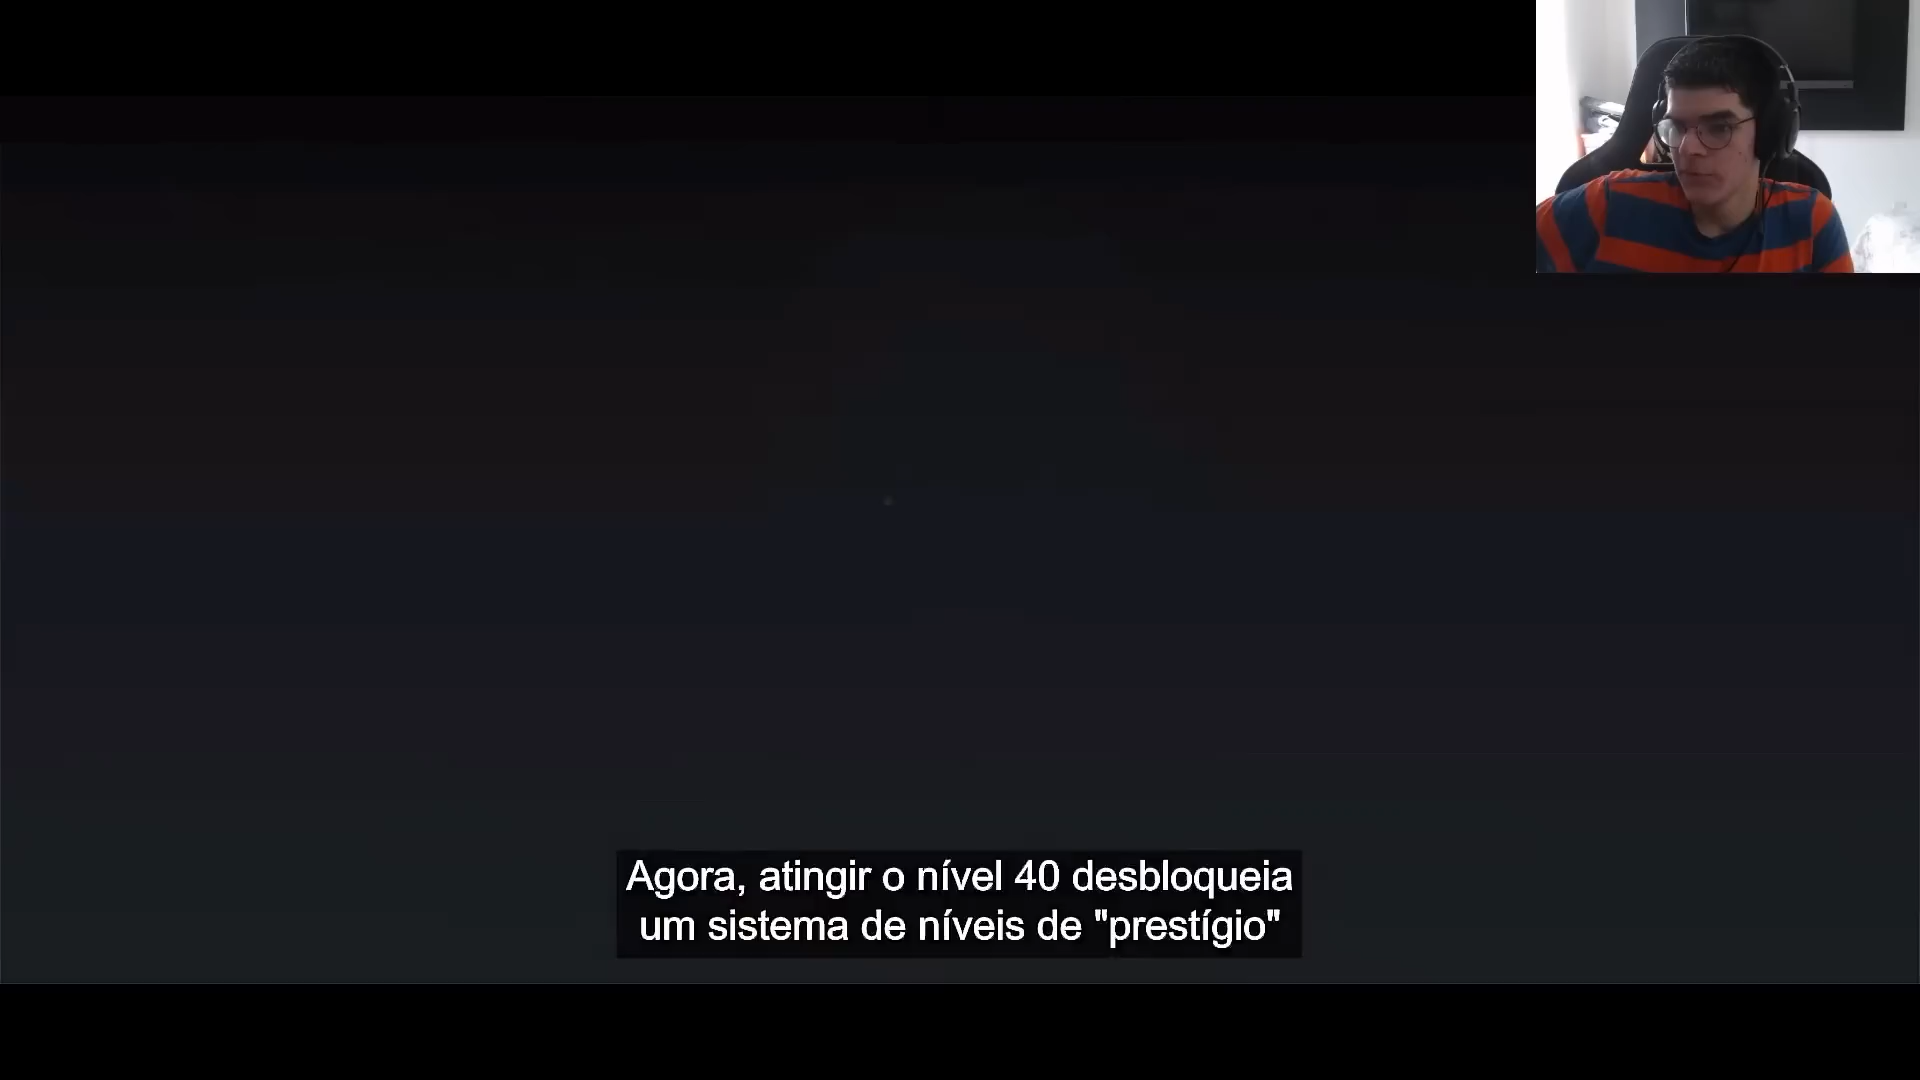 Agora, atingir o nível 40 desbloqueia
um sistema de níveis de "prestígio"